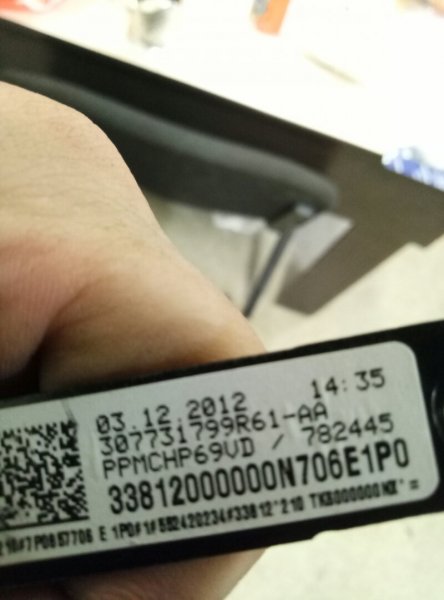 03.12.2012 14:35
307731799R61-AA
PPMCHP69VD / 782445
33812000000N706E1P0